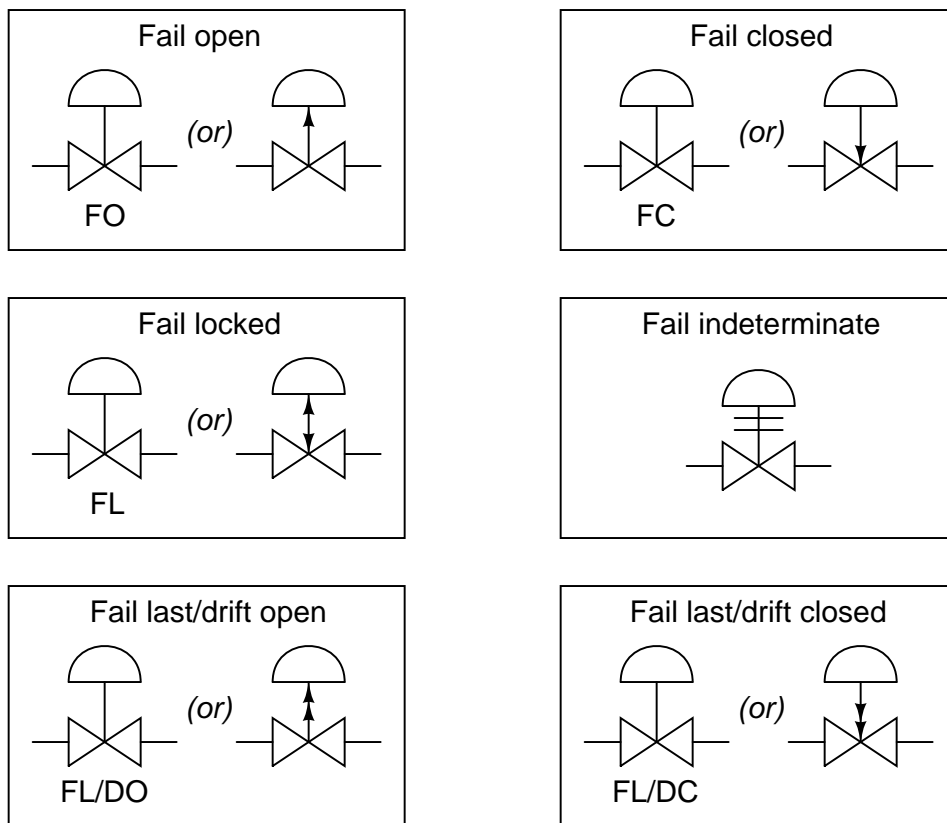 Fail open
(or)
FO
Fail closed
(or)
FC
Fail locked
(or)
FL
Fail indeterminate
Fail last/drift open
(or)
FL/DO
Fail last/drift closed
(or)
FL/DC